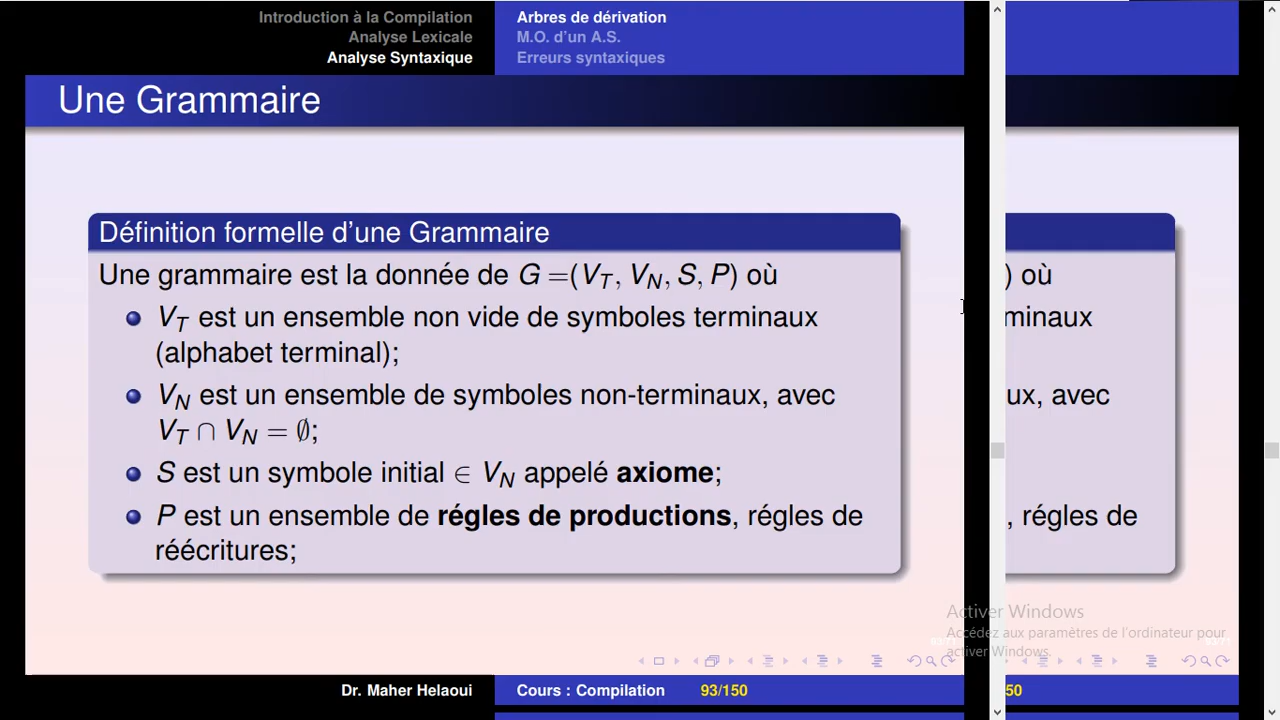 Introduction à la Compilation
Analyse Lexicale
Analyse Syntaxique
Arbres de dérivation
M.O. d'un A.S.
Erreurs syntaxiques
Une Grammaire
Définition formelle d'une Grammaire
Une grammaire est la donnée de G =(V_T, V_N, S, P) où
V_T est un ensemble non vide de symboles terminaux
(alphabet terminal);
V_N est un ensemble de symboles non-terminaux, avec
V_T ∩ V_N = ∅;
S est un symbole initial ∈ V_N appelé axiome;
P est un ensemble de régles de productions, régles de
réécritures;
) où
minaux
ux, avec
, régles de
Activer Windows
Accédez aux paramètres de l'ordinateur pour
activer Windows.
Dr. Maher Helaoui
Cours : Compilation
93/150
50